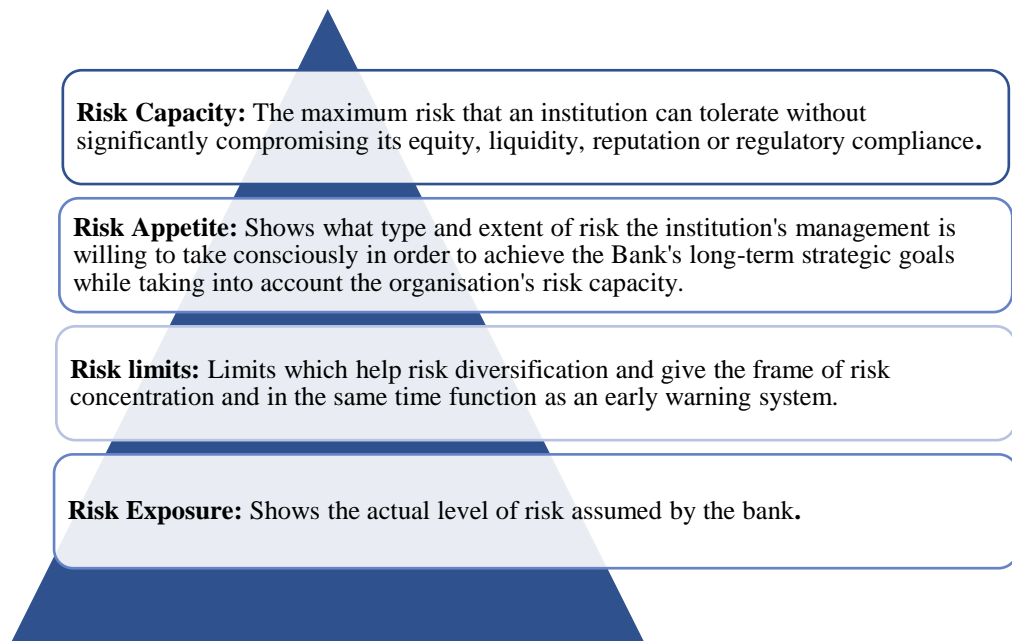 Risk Capacity: The maximum risk that an institution can tolerate without
significantly compromising its equity, liquidity, reputation or regulatory compliance.
Risk Appetite: Shows what type and extent of risk the institution's management is
willing to take consciously in order to achieve the Bank's long-term strategic goals
while taking into account the organisation's risk capacity.
Risk limits: Limits which help risk diversification and give the frame of risk
concentration and in the same time function as an early warning system.
Risk Exposure: Shows the actual level of risk assumed by the bank.